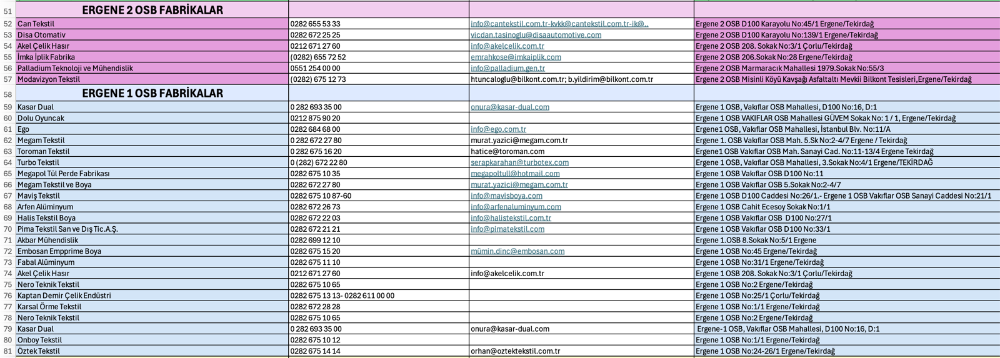 51 ERGENE 2 OSB FABRİKALAR
52 Can Tekstil 0282 655 53 33 info@cantekstil.com.tr-kvkk@cantekstil.com.tr-ik@.. Ergene 2 OSB D100 Karayolu No:45/1 Ergene/Tekirdağ
53 Disa Otomativ 0282 672 25 25 vicdan.tasinoglu@disaautomotive.com Ergene 2 OSB D100 Karayolu No:139/1 Ergene/Tekirdağ
54 Akel Çelik Hasır 0212 671 27 60 info@akelcelik.com.tr Ergene 2 OSB 208. Sokak No:3/1 Çorlu/Tekirdağ
55 İmka İplik Fabrika (0282) 655 72 52 emrahkose@imkaiplik.com Ergene 2 OSB 206.Sokak No:28 Ergene/Tekirdağ
56 Palladium Teknoloji ve Mühendislik 0551 254 00 00 info@palladium.gen.tr Ergene 2 OSB Marmaracık Mahallesi 1979.Sokak No:55/3
57 Modavizyon Tekstil (0282) 675 12 73 htuncaloglu@bilkont.com.tr; b.yildirim@bilkont.com.tr Ergene 2 OSB Misinli Köyü Kavşağı Asfaltaltı Mevkii Bilkont Tesisleri,Ergene/Tekirdağ
58 ERGENE 1 OSB FABRİKALAR
59 Kasar Dual 0 282 693 35 00 onura@kasar-dual.com Ergene 1 OSB, Vakıflar OSB Mahallesi, D100 No:16, D:1
60 Dolu Oyuncak 0212 875 90 20 Ergene 1 OSB VAKIFLAR OSB Mahallesi GÜVEM Sokak No: 1 / 1, Ergene/Tekirdağ
61 Ego 0282 684 68 00 info@ego.com.tr Ergene1 OSB, Vakıflar OSB Mahallesi, İstanbul Blv. No:11/A
62 Megam Tekstil 0 282 672 27 80 murat.yazici@megam.com.tr Ergene 1. OSB Vakıflar OSB Mah. 5.Sk No:2-4/7 Ergene / Tekirdağ
63 Toroman Tekstil 0 282 675 16 20 hatice@toroman.com Ergene1 OSB Vakıflar OSB Mah. Sanayi Cad. No:11-13/4 Ergene Tekirdağ
64 Turbo Tekstil 0 (282) 672 22 80 serapkarahan@turbotex.com Ergene 1 OSB, Vakıflar OSB Mahallesi, 3.Sokak No:4/1 Ergene/TEKİRDAĞ
65 Megapol Tül Perde Fabrikası 0282 675 10 35 megapoltull@hotmail.com Ergene 1 OSB Vakıflar OSB D100 No:11
66 Megam Tekstil ve Boya 0282 672 27 80 murat.yazici@megam.com.tr Ergene 1 OSB Vakıflar OSB 5.Sokak No:2-4/7
67 Maviş Tekstil 0282 675 10 87-60 info@mavisboya.com Ergene 1 OSB D100 Caddesi No:26/1.- Ergene 1 OSB Vakıflar OSB Sanayi Caddesi No:21/1
68 Arfen Alüminyum 0282 672 26 73 info@arfenaluminyum.com Ergene 1 OSB Cahit Ecesoy Sokak No:1/1
69 Halis Tekstil Boya 0282 672 22 03 info@halistekstil.com.tr Ergene 1 OSB Vakıflar OSB D100 No:27/1
70 Pima Tekstil San ve Dış Tic.A.Ş. 0282 672 21 21 info@pimatekstil.com Ergene 1 OSB Vakıflar OSB D100 No:33/1
71 Akbar Mühendislik 0282 699 12 10 Ergene 1.OSB 8.Sokak No:5/1 Ergene
72 Embosan Empprime Boya 0282 675 15 20 mümin.dinc@embosan.com Ergene 1 OSB No:45 Ergene/Tekirdağ
73 Fabal Alüminyum 0282 675 11 10 Ergene 1 OSB No:31/1 Ergene/Tekirdağ
74 Akel Çelik Hasır 0212 671 27 60 info@akelcelik.com.tr Ergene 1 OSB 208. Sokak No:3/1 Çorlu/Tekirdağ
75 Nero Teknik Tekstil 0282 675 10 65 Ergene 1 OSB No:2 Ergene/Tekirdağ
76 Kaptan Demir Çelik Endüstri 0282 675 13 13- 0282 611 00 00 Ergene 1 OSB No:25/1 Çorlu/Tekirdağ
77 Karsal Örme Tekstil 0282 672 28 28 Ergene 1 OSB No:1/1 Ergene/Tekirdağ
78 Nero Teknik Tekstil 0282 675 10 65 Ergene 1 OSB No:2 Ergene/Tekirdağ
79 Kasar Dual 0 282 693 35 00 onura@kasar-dual.com Ergene-1 OSB, Vakıflar OSB Mahallesi, D100 No:16, D:1
80 Onboy Tekstil 0282 675 10 12 Ergene 1 OSB No:1/1 Ergene/Tekirdağ
81 Öztek Tekstil 0282 675 14 14 orhan@oztektekstil.com.tr Ergene 1 OSB No:24-26/1 Ergene/Tekirdağ